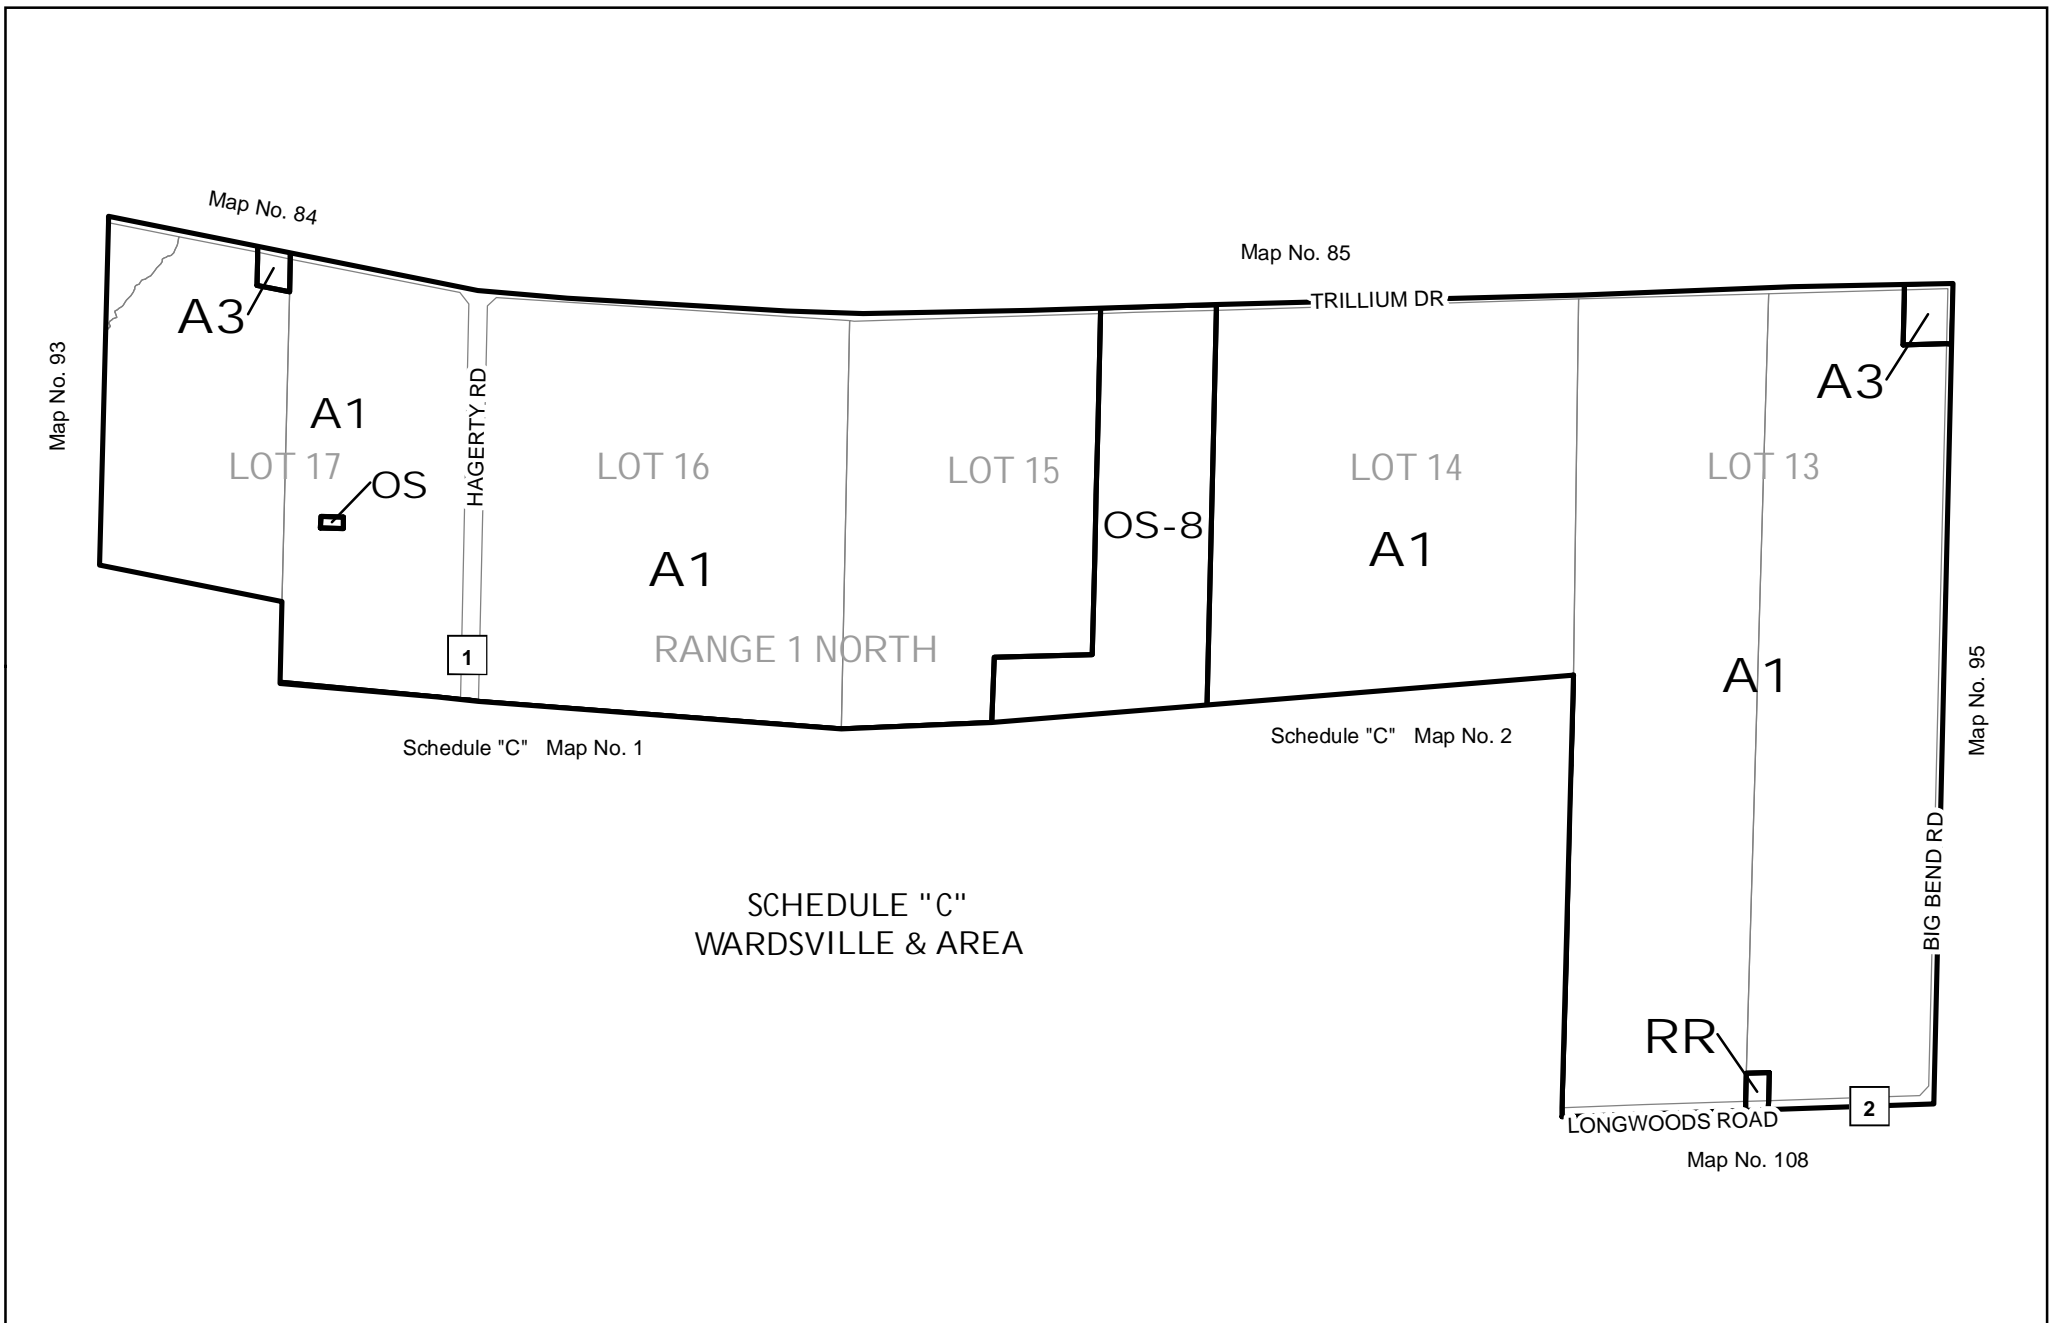 Map No. 84
Map No. 85
TRILLIUM DR
A3
Map No. 93
HAGERTY RD
A3
A1
LOT 17
LOT 16
LOT 15
LOT 14
LOT 13
OS
OS-8
A1
A1
RANGE 1 NORTH
1
A1
Map No. 95
Schedule "C" Map No. 1
Schedule "C" Map No. 2
BIG BEND RD
SCHEDULE "C"
WARDSVILLE & AREA
RR
2
LONGWOODS ROAD
Map No. 108